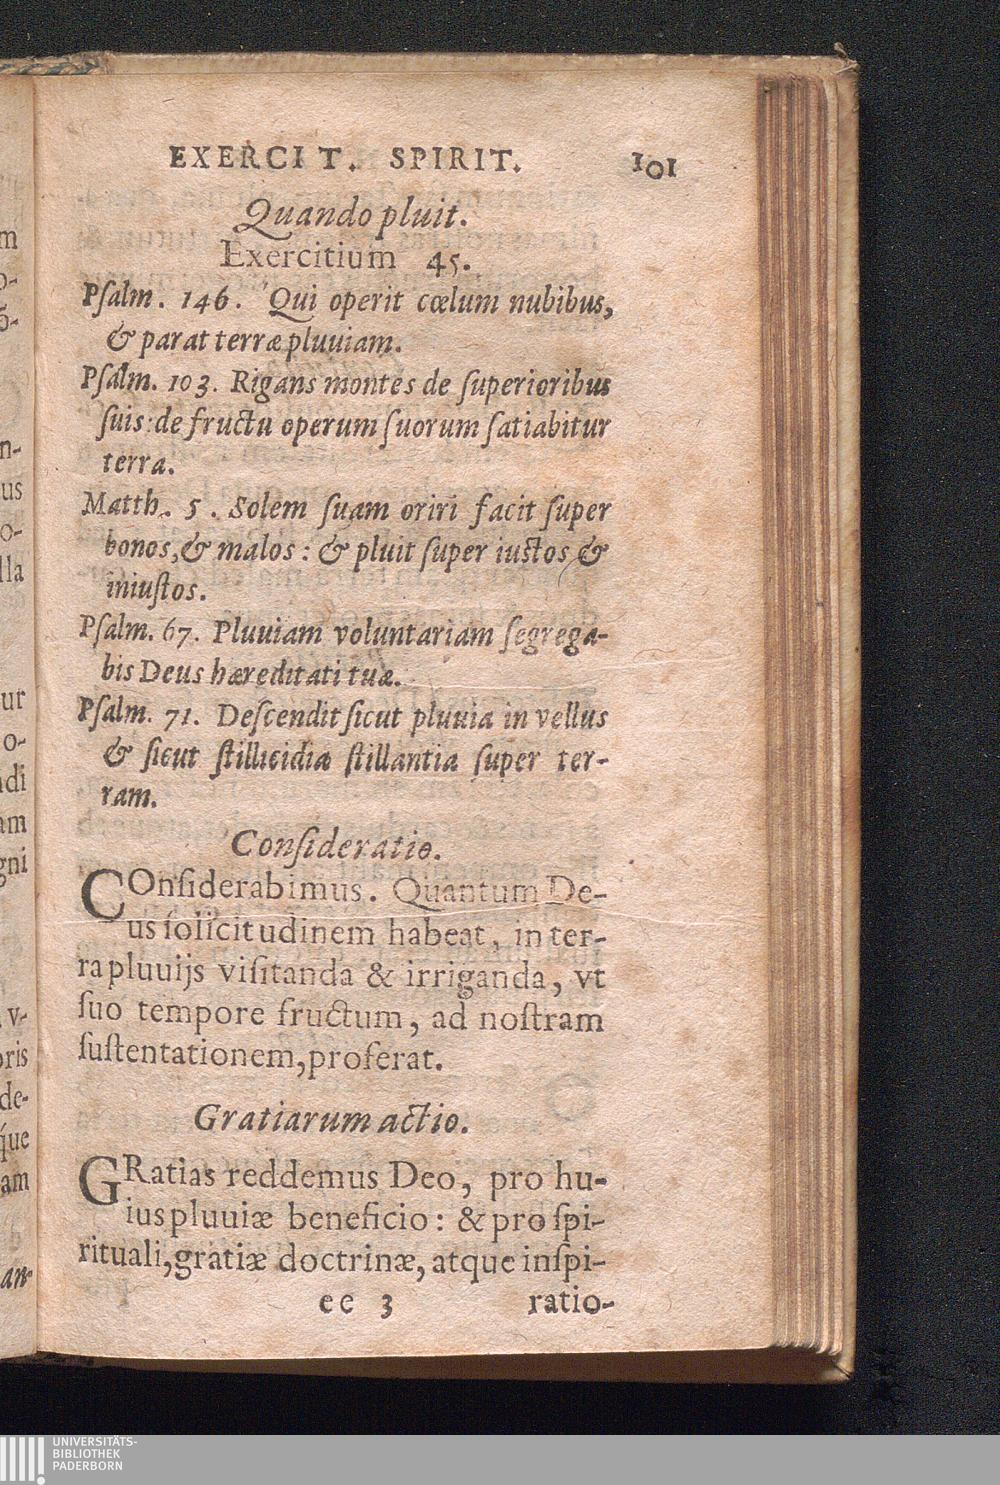 EXERCIT. SPIRIT. 101
Quando pluit.
Exercitium 45.
Psalm. 146. Qui operit cœlum nubibus,
& parat terræ pluuiam.
Psalm. 103. Rigans montes de superioribus
suis: de fructu operum suorum satiabitur
terra.
Matth. 5. Solem suam oriri facit super
bonos, & malos: & pluit super iustos, &
iniustos.
Psalm. 67. Pluuiam voluntariam segrega-
bis Deus hæreditati tuæ.
Psalm. 71. Descendit sicut pluuia in vellus
& sicut stillicidia stillantia super ter-
ram.
Consideratio.
COnsiderabimus. Quantum De-
us solicitudinem habeat, in ter-
ra pluuijs visitanda & irriganda, vt
suo tempore fructum, ad nostram
sustentationem, proferat.
Gratiarum actio.
GRatias reddemus Deo, pro hu-
ius pluuiæ beneficio: & pro spi-
rituali, gratiæ doctrinæ, atque inspi-
ee 3 ratio-
UNIVERSITÄTS-
BIBLIOTHEK
PADERBORN